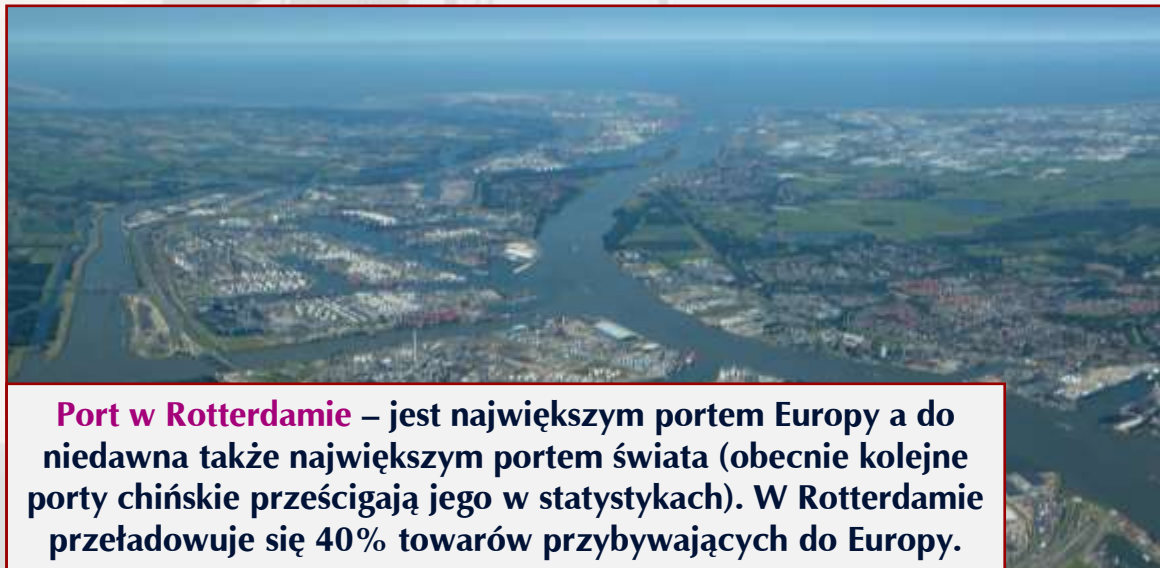 Port w Rotterdamie – jest największym portem Europy a do
niedawna także największym portem świata (obecnie kolejne
porty chińskie prześcigają jego w statystykach). W Rotterdamie
przeładowuje się 40% towarów przybywających do Europy.